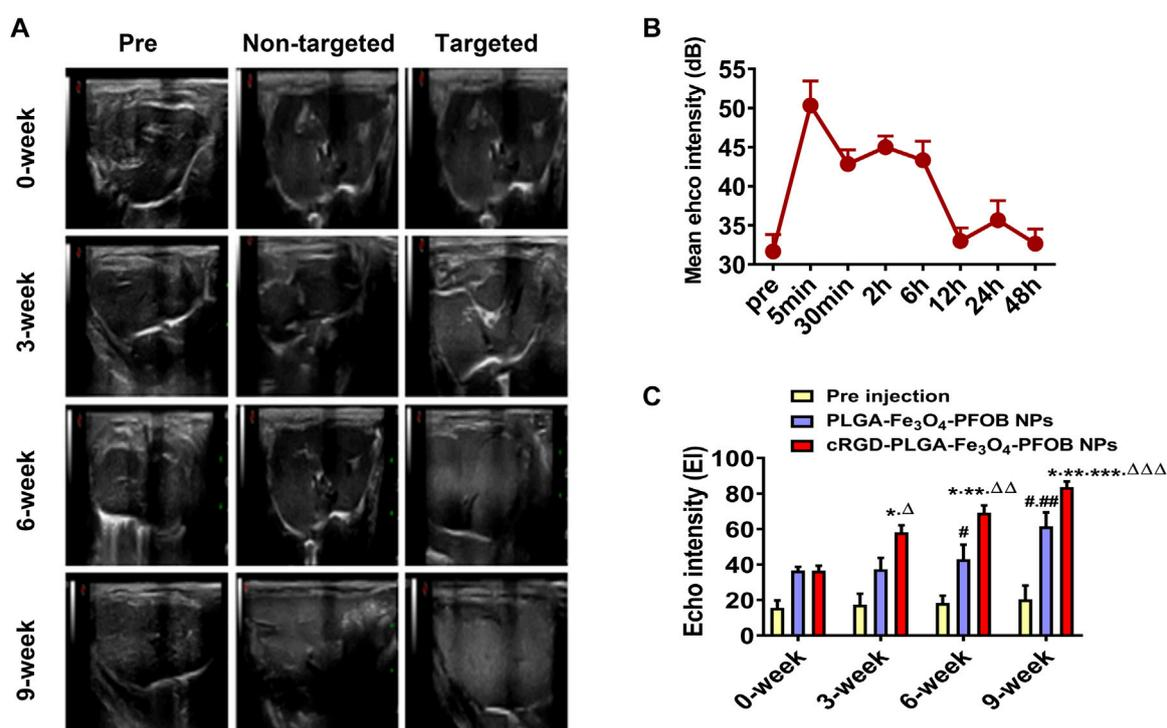 A
Pre Non-targeted Targeted
0-week
3-week
6-week
9-week
B
Mean ehco intensity (dB)
55
50
45
40
35
30
pre 5min 30min 2h 6h 12h 24h 48h
C
Pre injection
PLGA-Fe₃O₄-PFOB NPs
cRGD-PLGA-Fe₃O₄-PFOB NPs
Echo intensity (EI)
100
80
60
40
20
0
*·Δ
#
*·**·ΔΔ
#·##
*·**·***·ΔΔΔ
0-week 3-week 6-week 9-week